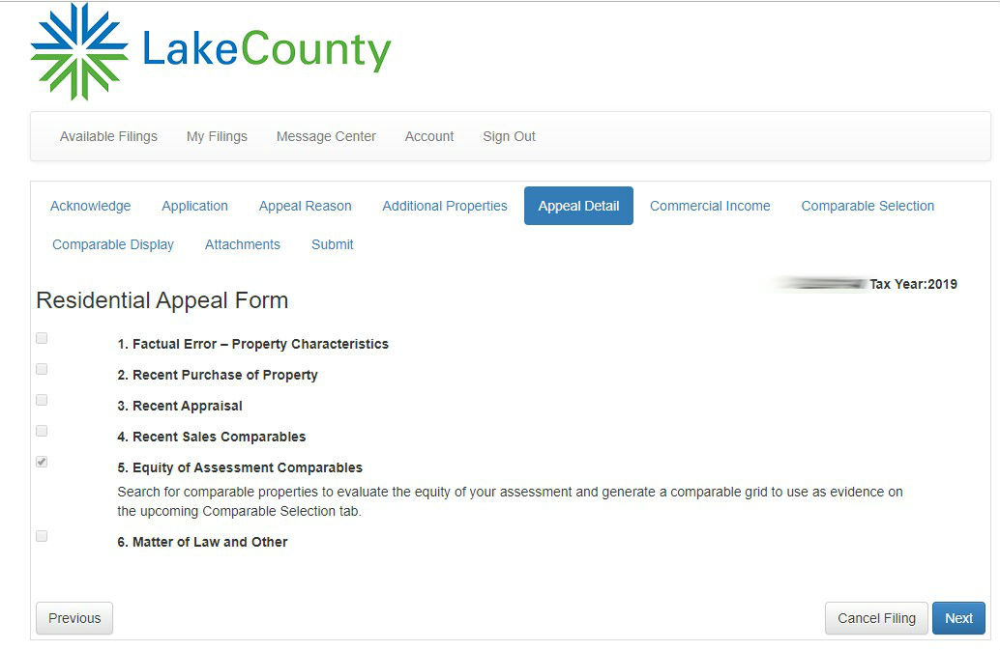 LakeCounty
Available Filings My Filings Message Center Account Sign Out
Acknowledge Application Appeal Reason Additional Properties Appeal Detail Commercial Income Comparable Selection
Comparable Display Attachments Submit
Tax Year:2019
Residential Appeal Form
1. Factual Error – Property Characteristics
2. Recent Purchase of Property
3. Recent Appraisal
4. Recent Sales Comparables
5. Equity of Assessment Comparables
Search for comparable properties to evaluate the equity of your assessment and generate a comparable grid to use as evidence on
the upcoming Comparable Selection tab.
6. Matter of Law and Other
Previous Cancel Filing Next